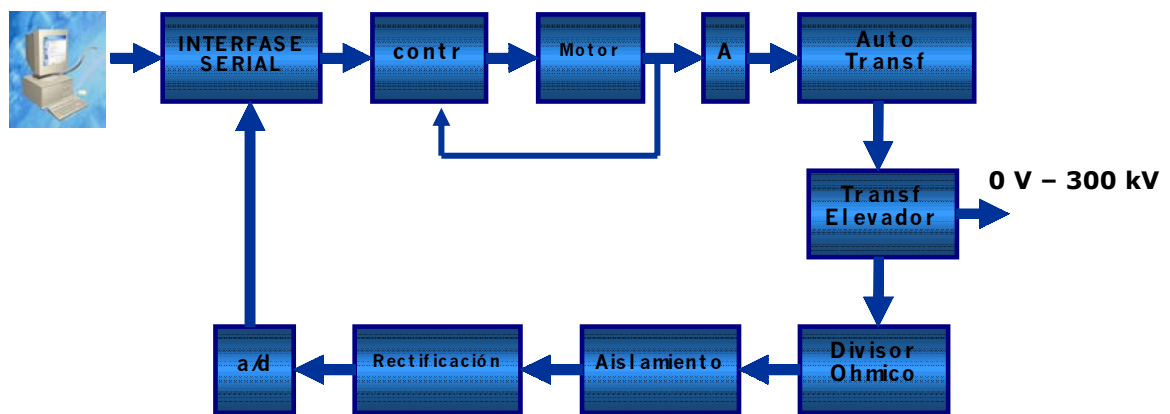 INTERFASE
SERIAL
contr
Motor
A
Auto
Transf
Transf
Elevador
0 V – 300 kV
a/d
Rectificación
Aislamiento
Divisor
Ohmico